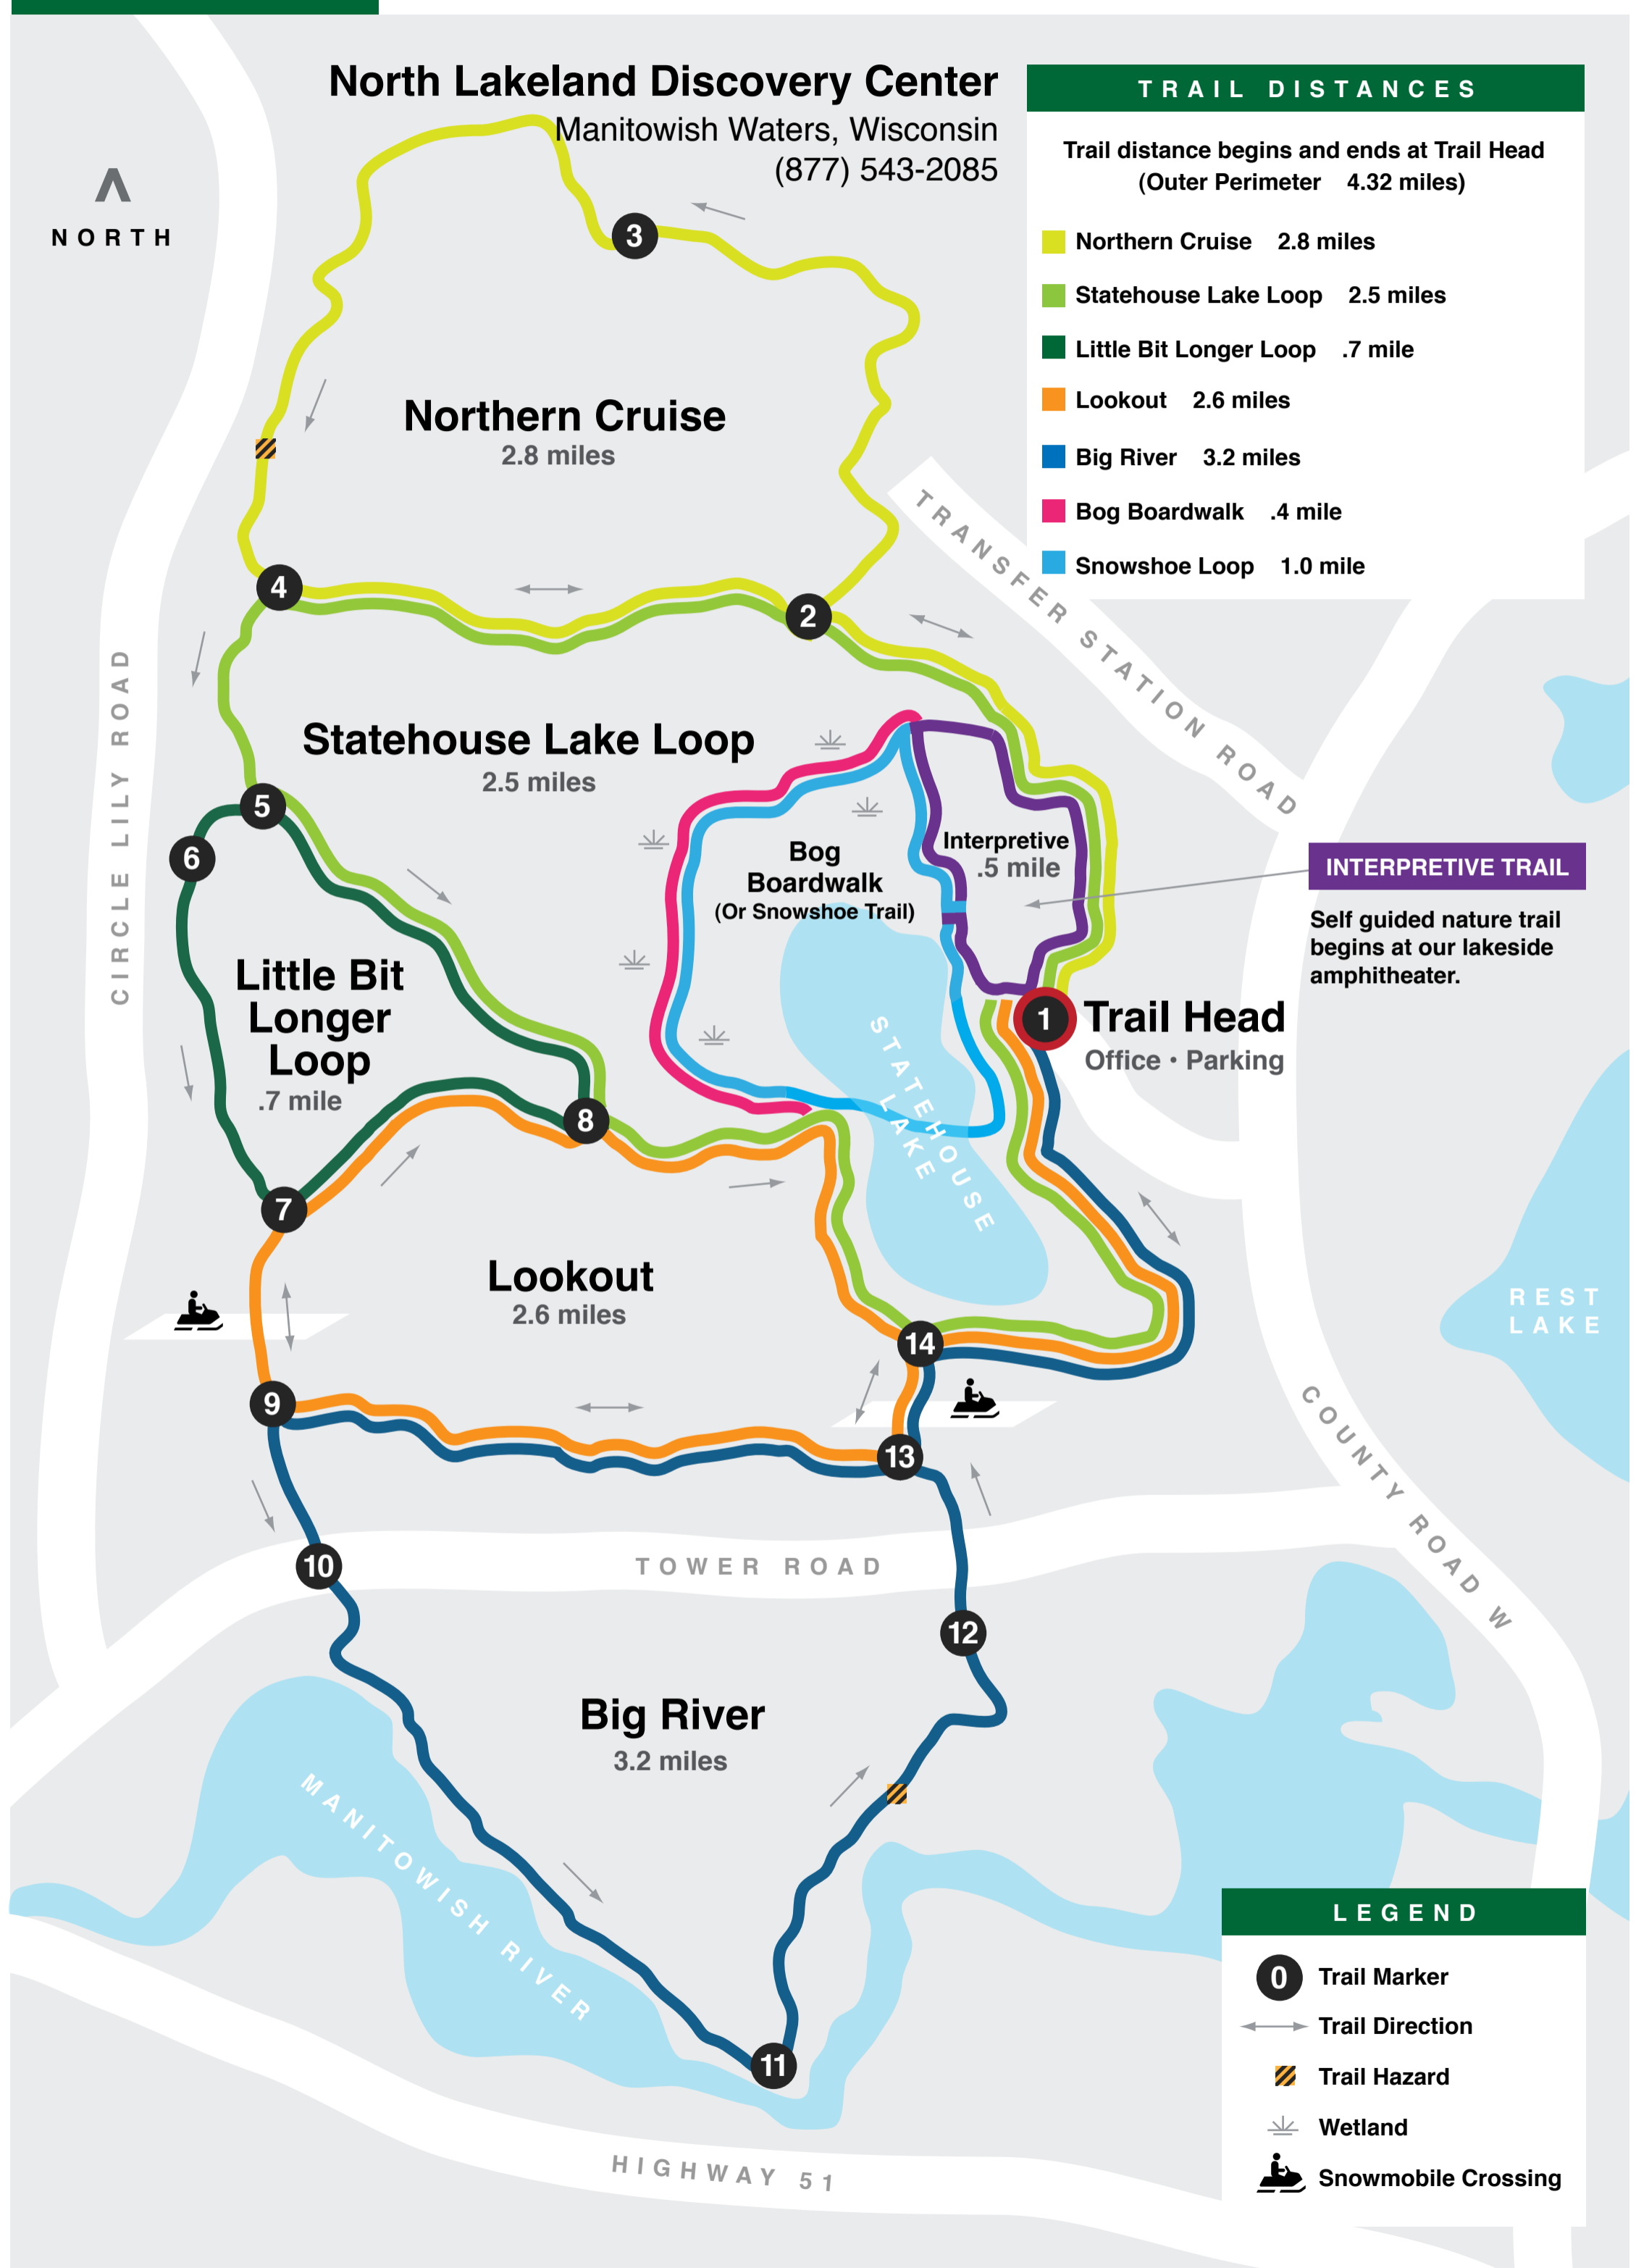 North Lakeland Discovery Center
Manitowish Waters, Wisconsin
(877) 543-2085
NORTH
TRAIL DISTANCES
Trail distance begins and ends at Trail Head
(Outer Perimeter 4.32 miles)
Northern Cruise 2.8 miles
Statehouse Lake Loop 2.5 miles
Little Bit Longer Loop .7 mile
Lookout 2.6 miles
Big River 3.2 miles
Bog Boardwalk .4 mile
Snowshoe Loop 1.0 mile
3
Northern Cruise
2.8 miles
4
2
TRANSFER STATION ROAD
CIRCLE LILY ROAD
Statehouse Lake Loop
2.5 miles
5
6
Bog
Boardwalk
(Or Snowshoe Trail)
Interpretive
.5 mile
INTERPRETIVE TRAIL
Self guided nature trail
begins at our lakeside
amphitheater.
Little Bit
Longer
Loop
.7 mile
1
Trail Head
Office • Parking
STATEHOUSE
LAKE
8
7
Lookout
2.6 miles
REST
LAKE
14
9
13
COUNTY ROAD W
10
TOWER ROAD
12
Big River
3.2 miles
MANITOWISH RIVER
11
HIGHWAY 51
LEGEND
0 Trail Marker
Trail Direction
Trail Hazard
Wetland
Snowmobile Crossing